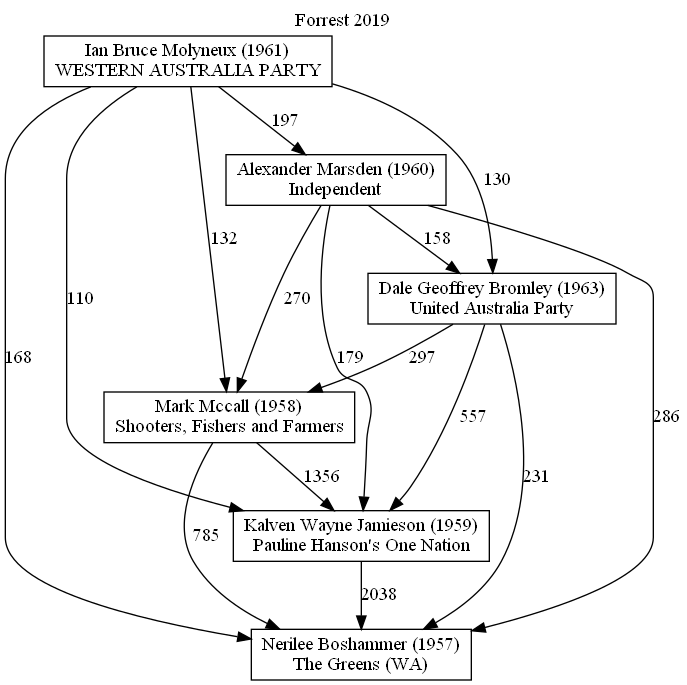 Forrest 2019
Ian Bruce Molyneux (1961)
WESTERN AUSTRALIA PARTY
197
Alexander Marsden (1960)
Independent
130
132
158
270
Dale Geoffrey Bromley (1963)
United Australia Party
110
168
179
297
557
286
Mark Mccall (1958)
Shooters, Fishers and Farmers
1356
231
785
Kalven Wayne Jamieson (1959)
Pauline Hanson's One Nation
2038
Nerilee Boshammer (1957)
The Greens (WA)